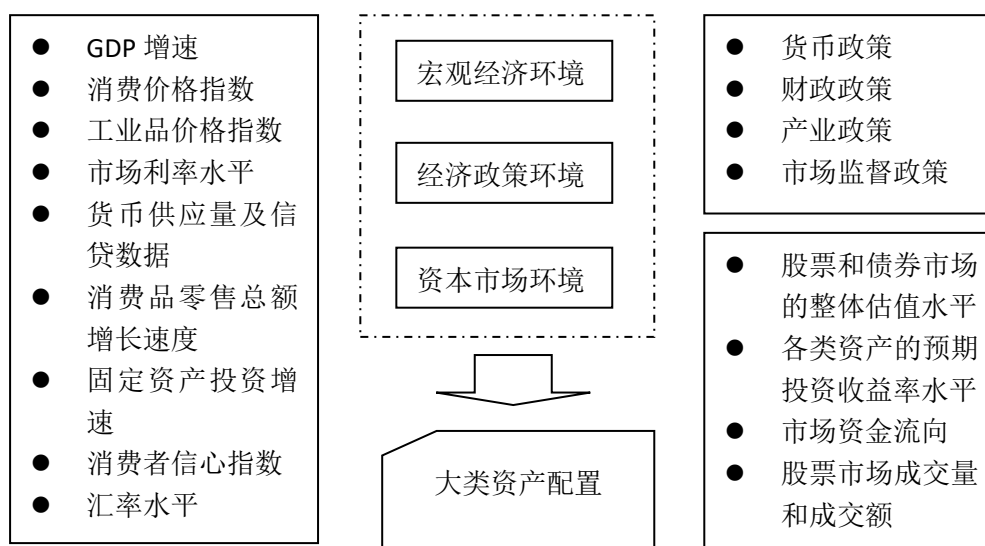 ● GDP 增速
● 消费价格指数
● 工业品价格指数
● 市场利率水平
● 货币供应量及信
贷数据
● 消费品零售总额
增长速度
● 固定资产投资增
速
● 消费者信心指数
● 汇率水平
宏观经济环境
经济政策环境
资本市场环境
大类资产配置
● 货币政策
● 财政政策
● 产业政策
● 市场监督政策
● 股票和债券市场
的整体估值水平
● 各类资产的预期
投资收益率水平
● 市场资金流向
● 股票市场成交量
和成交额